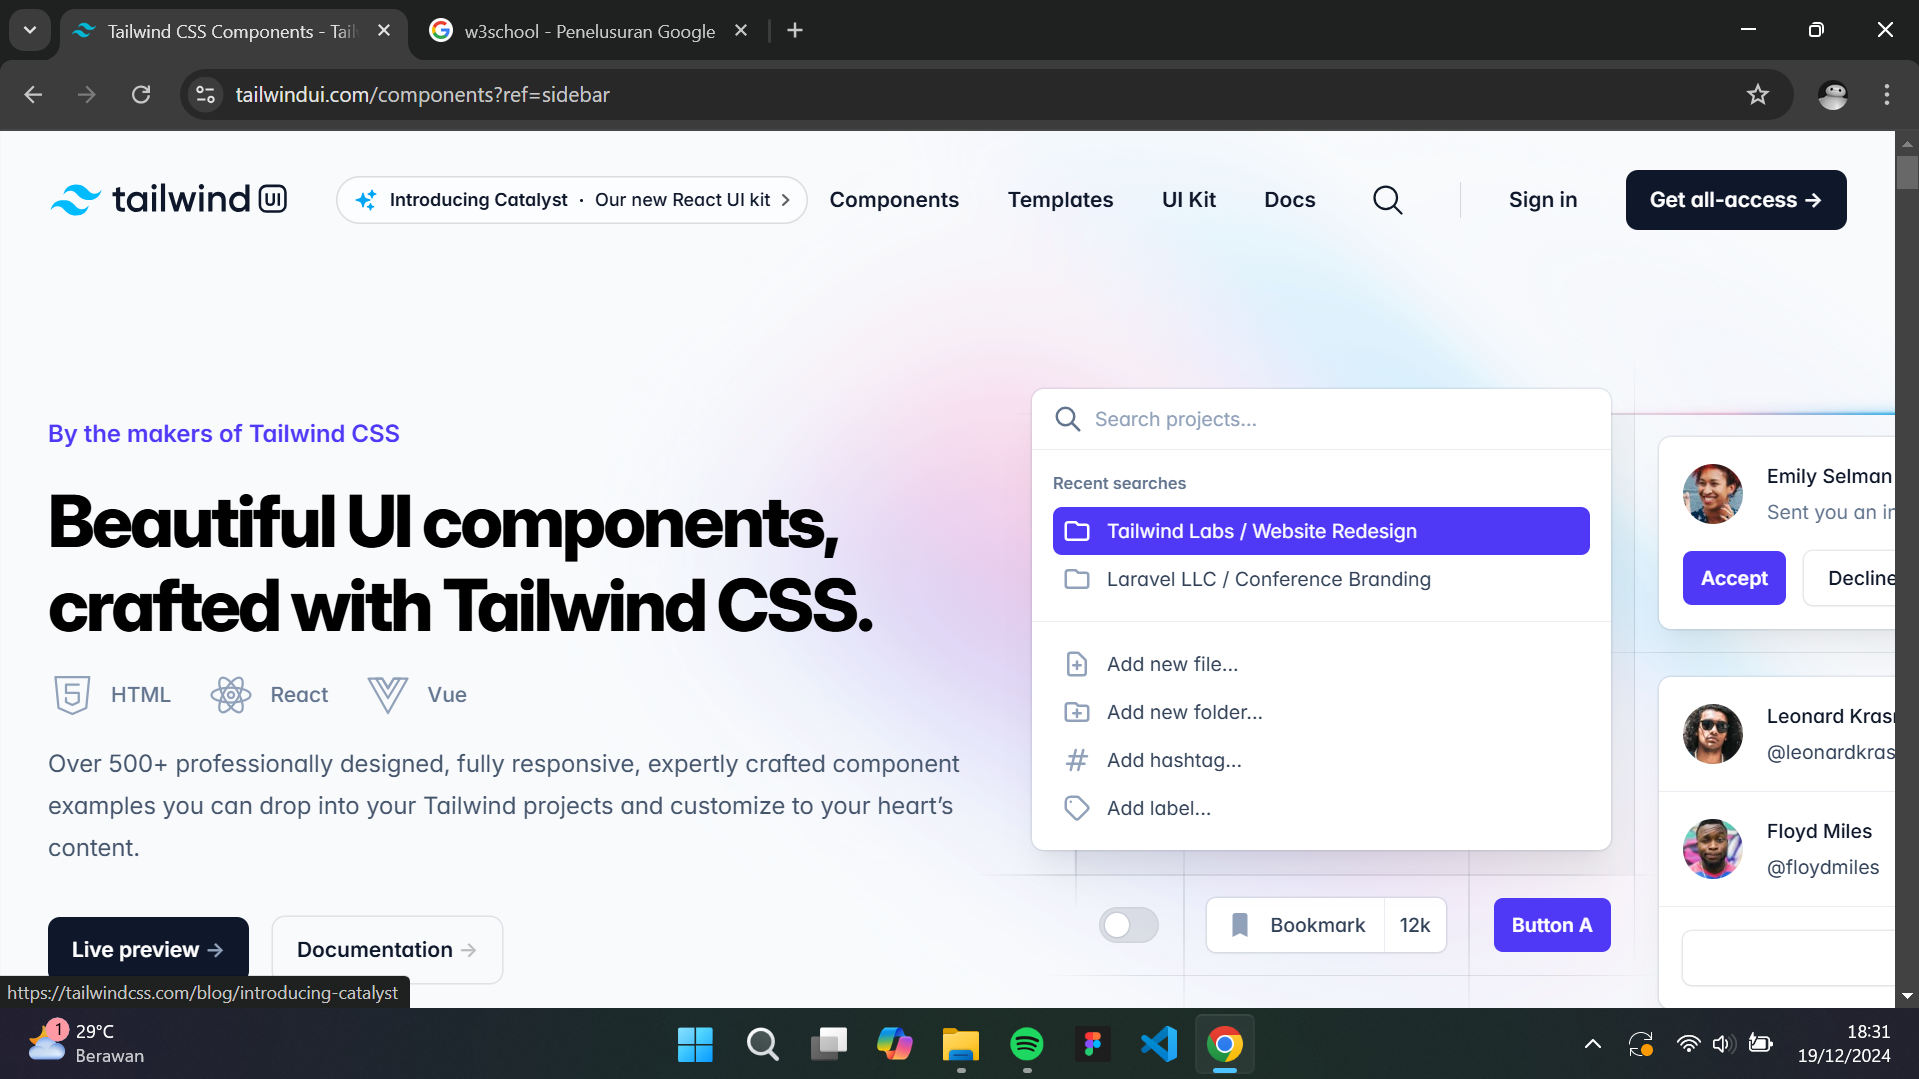 Tailwind CSS Components - Tail
w3school - Penelusuran Google
tailwindui.com/components?ref=sidebar
tailwind UI
Introducing Catalyst · Our new React UI kit
Components
Templates
UI Kit
Docs
Sign in
Get all-access →
By the makers of Tailwind CSS
Beautiful UI components,
crafted with Tailwind CSS.
HTML
React
Vue
Over 500+ professionally designed, fully responsive, expertly crafted component
examples you can drop into your Tailwind projects and customize to your heart’s
content.
Live preview →
Documentation →
Search projects...
Recent searches
Tailwind Labs / Website Redesign
Laravel LLC / Conference Branding
Add new file...
Add new folder...
Add hashtag...
Add label...
Bookmark
12k
Button A
Emily Selman
Sent you an in
Accept
Decline
Leonard Krasn
@leonardkras
Floyd Miles
@floydmiles
https://tailwindcss.com/blog/introducing-catalyst
1
29°C
Berawan
18:31
19/12/2024